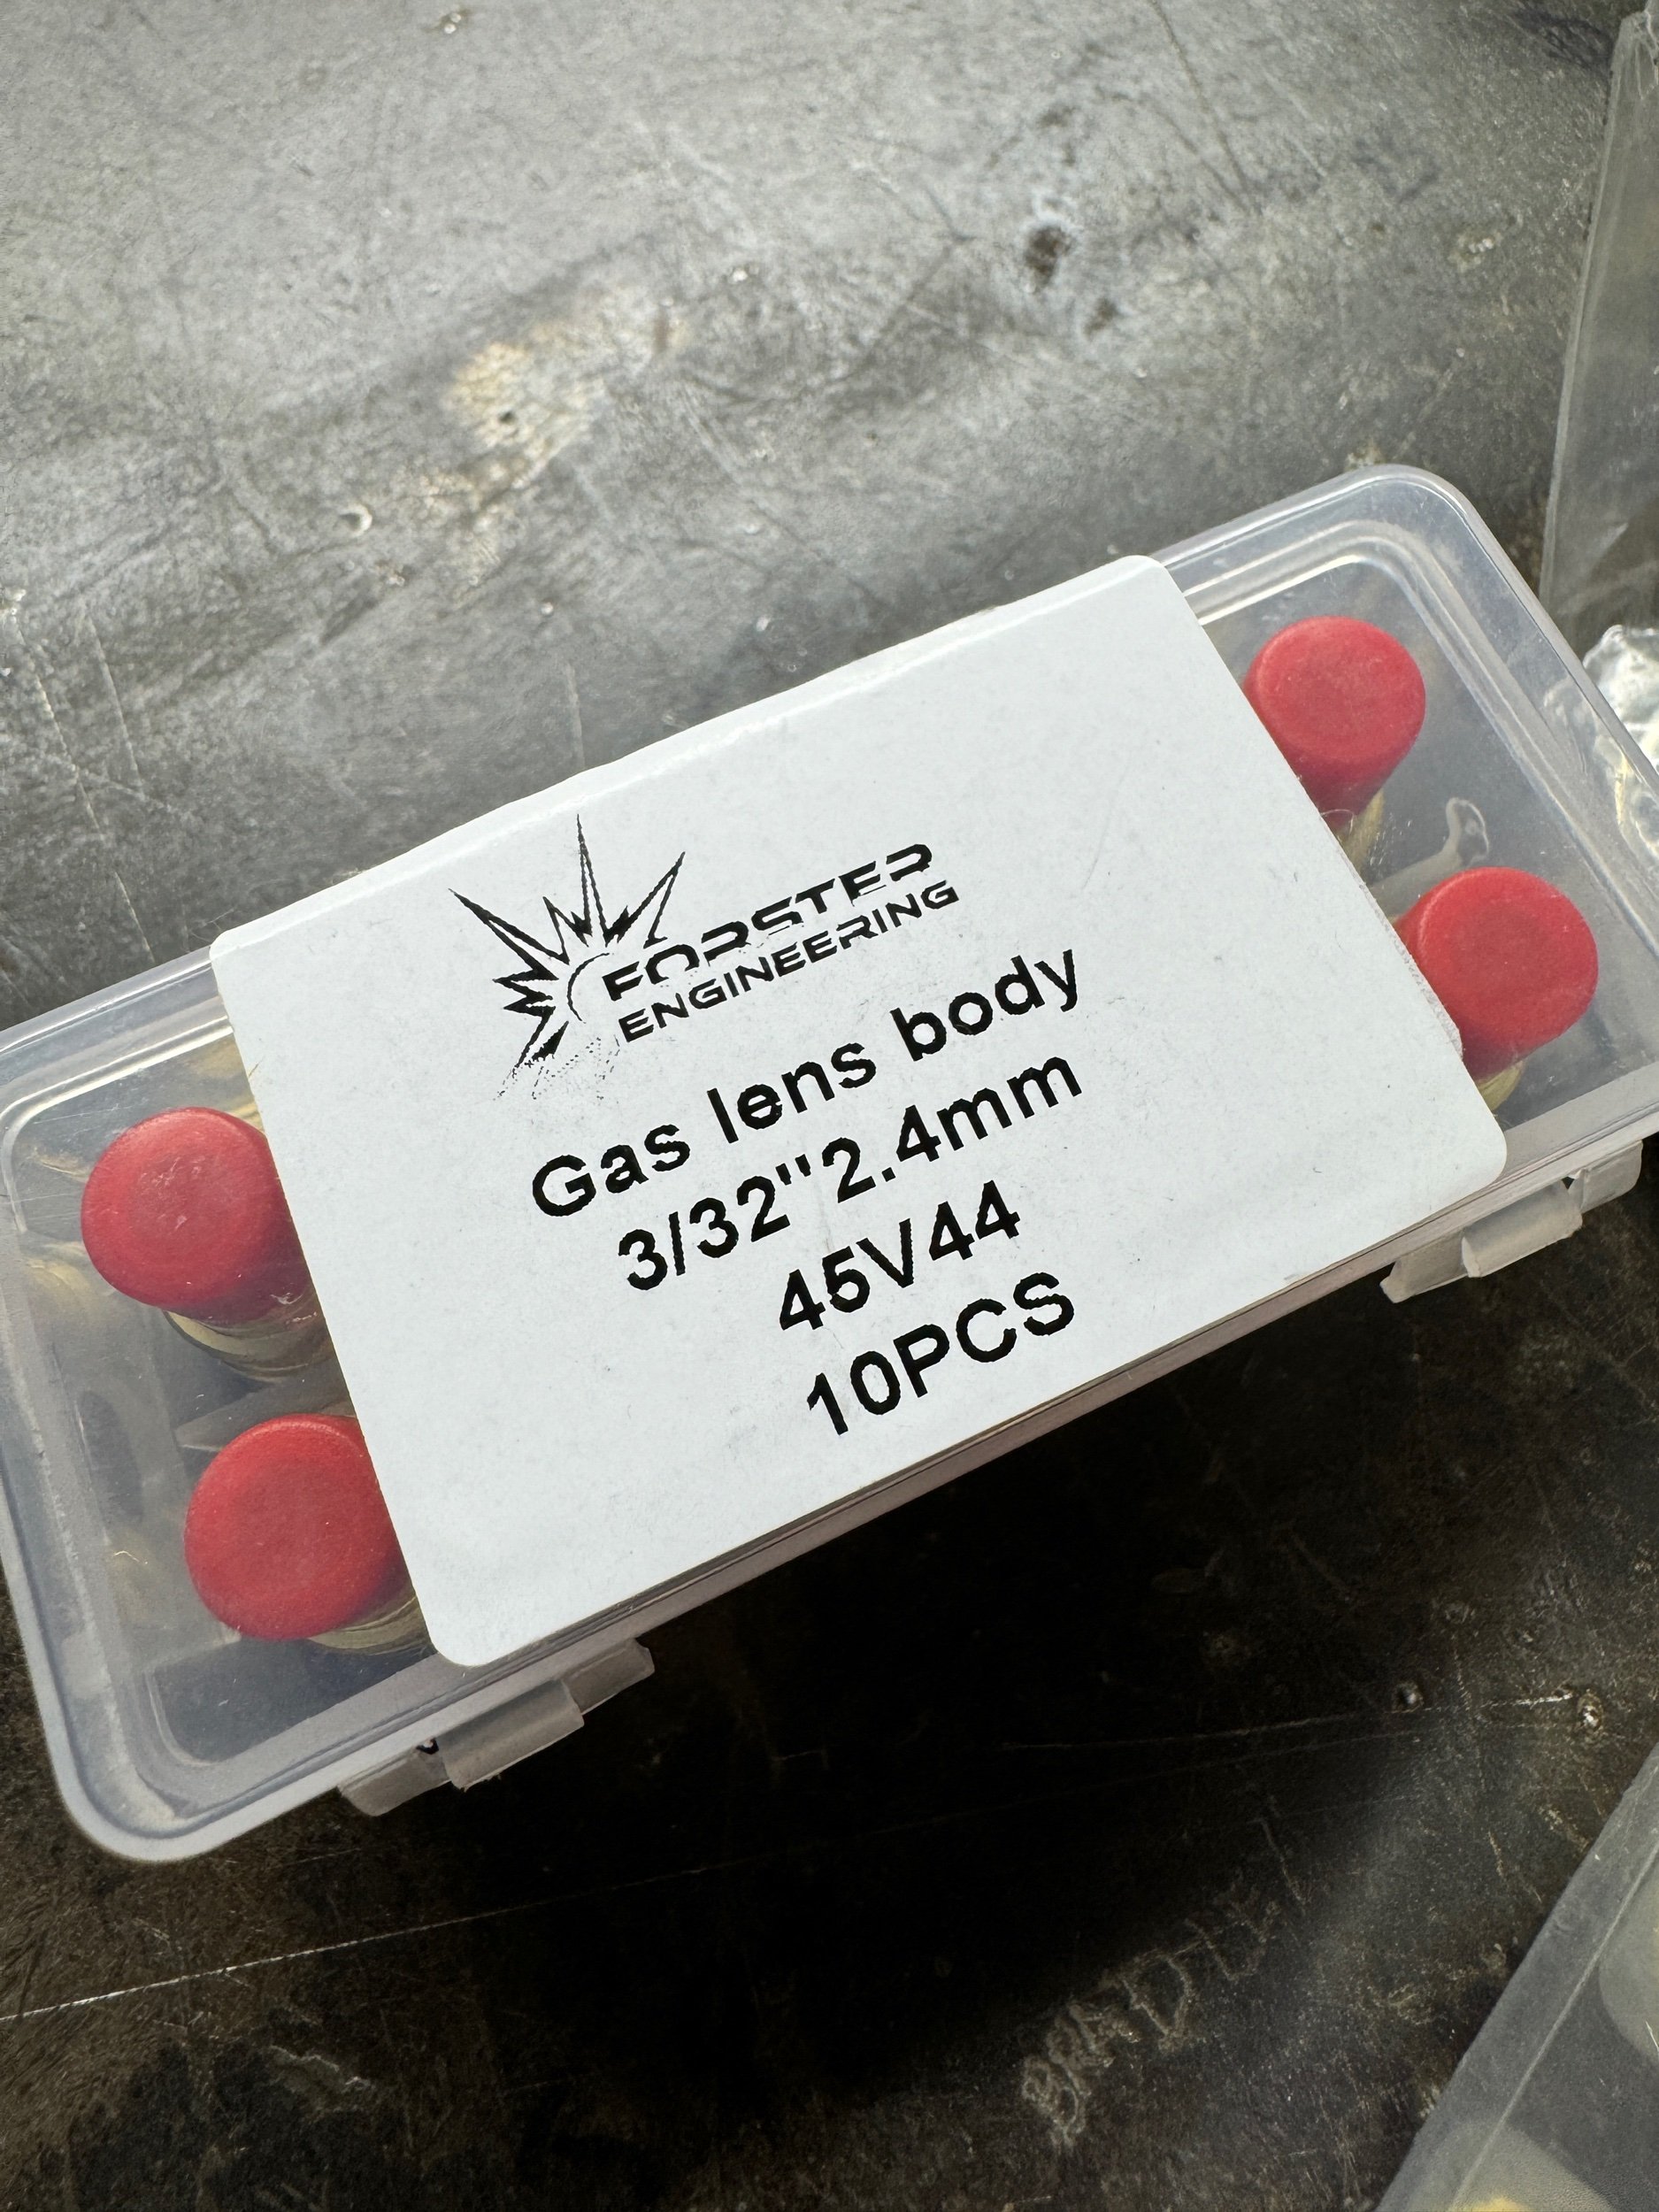 FORSTER
ENGINEERING
Gas lens body
3/32"2.4mm
45V44
10PCS